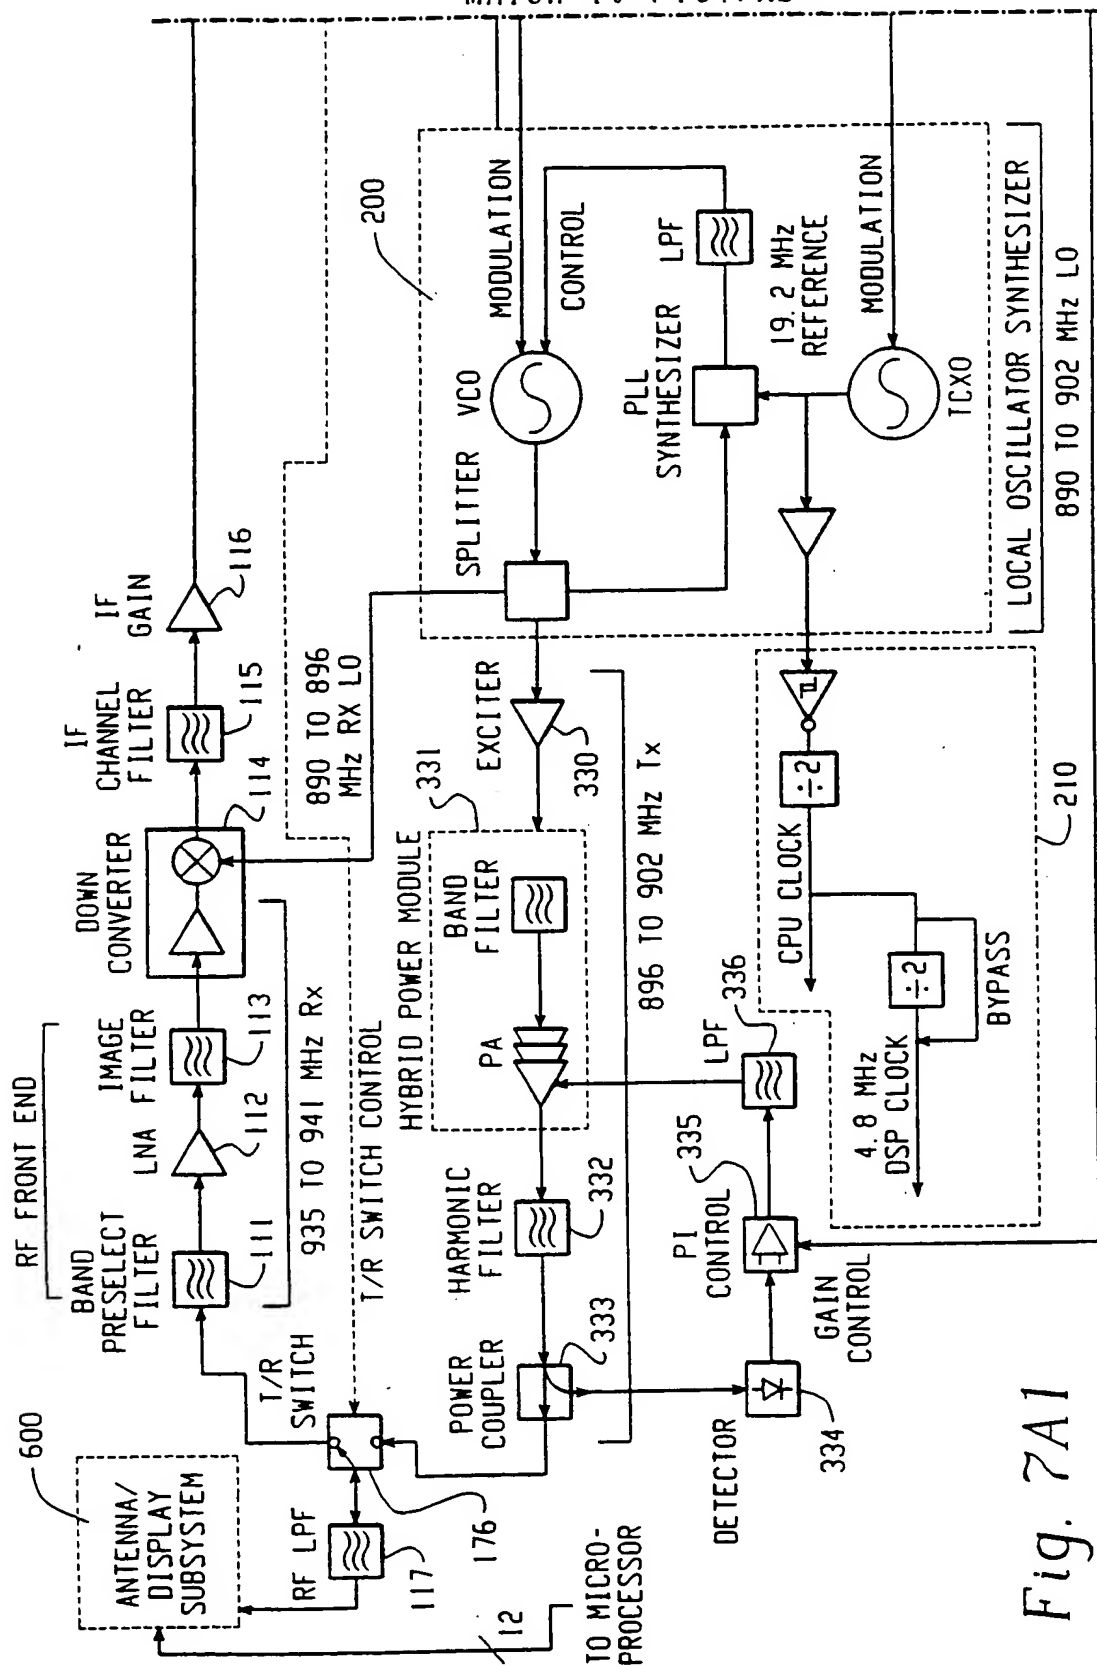 600
ANTENNA/
DISPLAY
SUBSYSTEM
RF LPF
117
12
TO MICRO-
PROCESSOR
T/R
SWITCH
176
RF FRONT END
BAND
PRESELECT
FILTER
111
LNA
112
IMAGE
FILTER
113
935 TO 941 MHz Rx
DOWN
CONVERTER
114
IF
CHANNEL
FILTER
115
IF
GAIN
116
T/R SWITCH CONTROL
890 TO 896
MHz RX LO
POWER
COUPLER
333
HARMONIC
FILTER
332
HYBRID POWER MODULE
331
PA
BAND
FILTER
EXCITER
330
896 TO 902 MHz Tx
SPLITTER
VCO
200
MODULATION
CONTROL
PLL
SYNTHESIZER
LPF
19.2 MHz
REFERENCE
MODULATION
TCXO
LOCAL OSCILLATOR SYNTHESIZER
890 TO 902 MHz LO
DETECTOR
334
PI
CONTROL
335
GAIN
CONTROL
LPF
336
CPU CLOCK
÷2
÷2
4.8 MHz
DSP CLOCK
BYPASS
210
Fig. 7A1